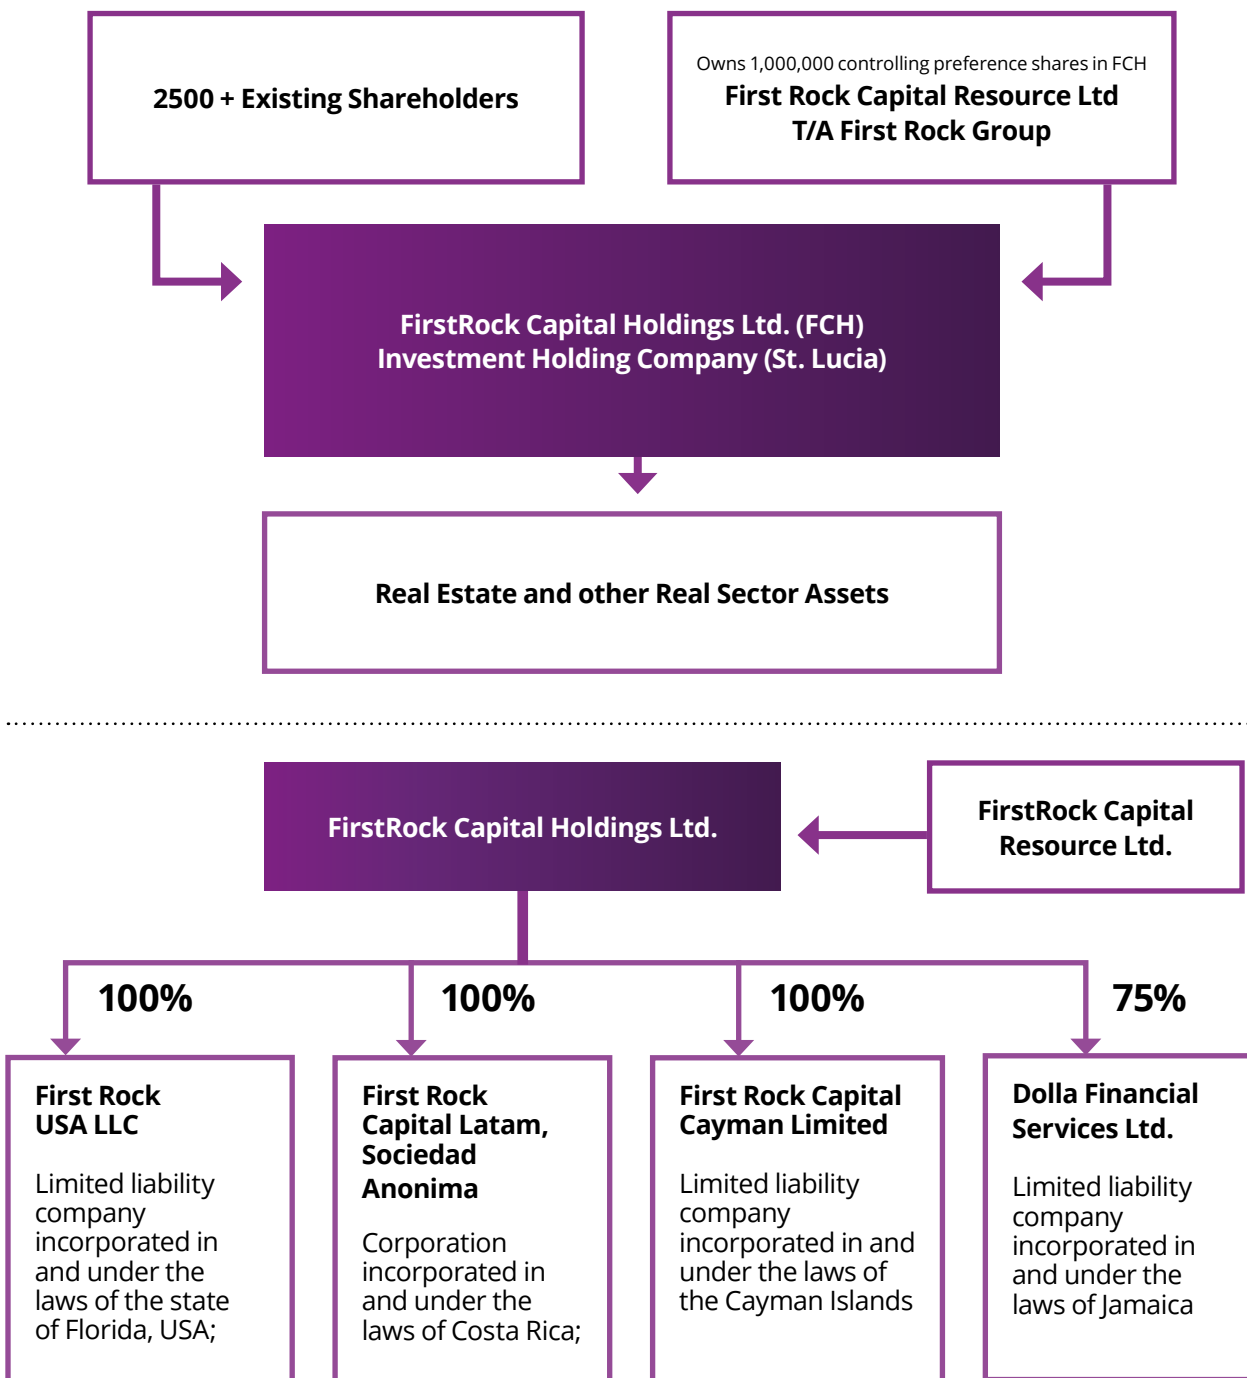 2500 + Existing Shareholders
Owns 1,000,000 controlling preference shares in FCH
First Rock Capital Resource Ltd
T/A First Rock Group
FirstRock Capital Holdings Ltd. (FCH)
Investment Holding Company (St. Lucia)
Real Estate and other Real Sector Assets
FirstRock Capital Holdings Ltd.
FirstRock Capital
Resource Ltd.
100%
100%
100%
75%
First Rock
USA LLC
Limited liability
company
incorporated in
and under the
laws of the state
of Florida, USA;
First Rock
Capital Latam,
Sociedad
Anonima
Corporation
incorporated in
and under the
laws of Costa Rica;
First Rock Capital
Cayman Limited
Limited liability
company
incorporated in and
under the laws of
the Cayman Islands
Dolla Financial
Services Ltd.
Limited liability
company
incorporated in
and under the
laws of Jamaica